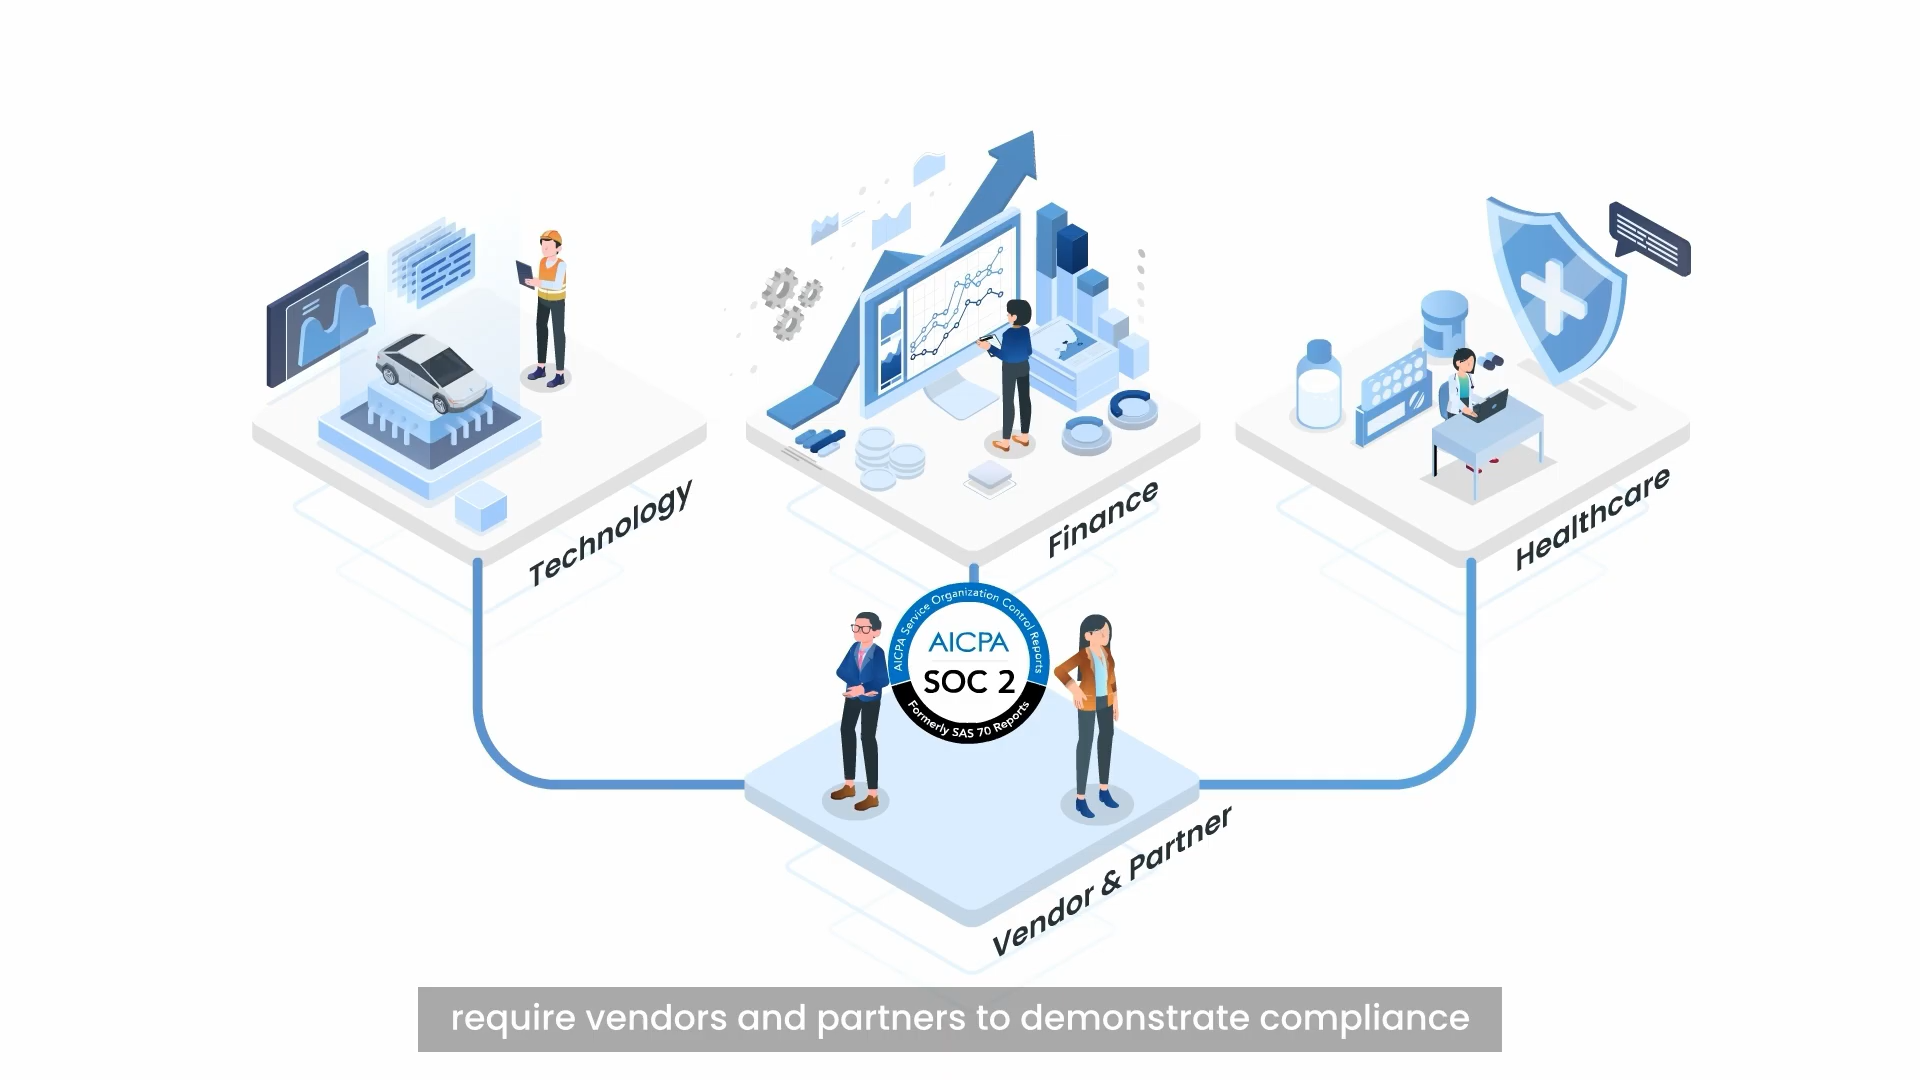 Technology
Finance
Healthcare
AICPA Service Organization Control Reports
AICPA
SOC 2
Formerly SAS 70 Reports
Vendor & Partner
require vendors and partners to demonstrate compliance